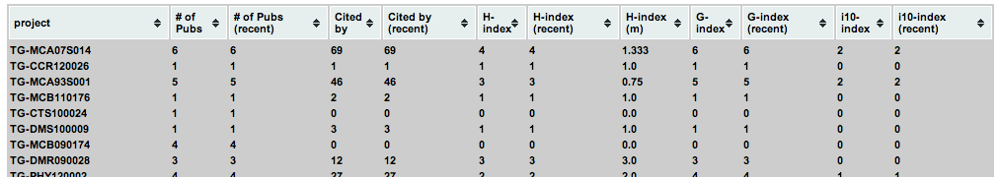 project # of Pubs # of Pubs (recent) Cited by Cited by (recent) H-index H-index (recent) H-index (m) G-index G-index (recent) i10-index i10-index (recent)
TG-MCA07S014 6 6 69 69 4 4 1.333 6 6 2 2
TG-CCR120026 1 1 1 1 1 1 1.0 1 1 0 0
TG-MCA93S001 5 5 46 46 3 3 0.75 5 5 2 2
TG-MCB110176 1 1 2 2 1 1 1.0 1 1 0 0
TG-CTS100024 1 1 0 0 0 0 0.0 0 0 0 0
TG-DMS100009 1 1 3 3 1 1 1.0 1 1 0 0
TG-MCB090174 4 4 0 0 0 0 0.0 0 0 0 0
TG-DMR090028 3 3 12 12 3 3 3.0 3 3 0 0
TG-PHY120002 4 4 27 27 2 2 2.0 4 4 1 1